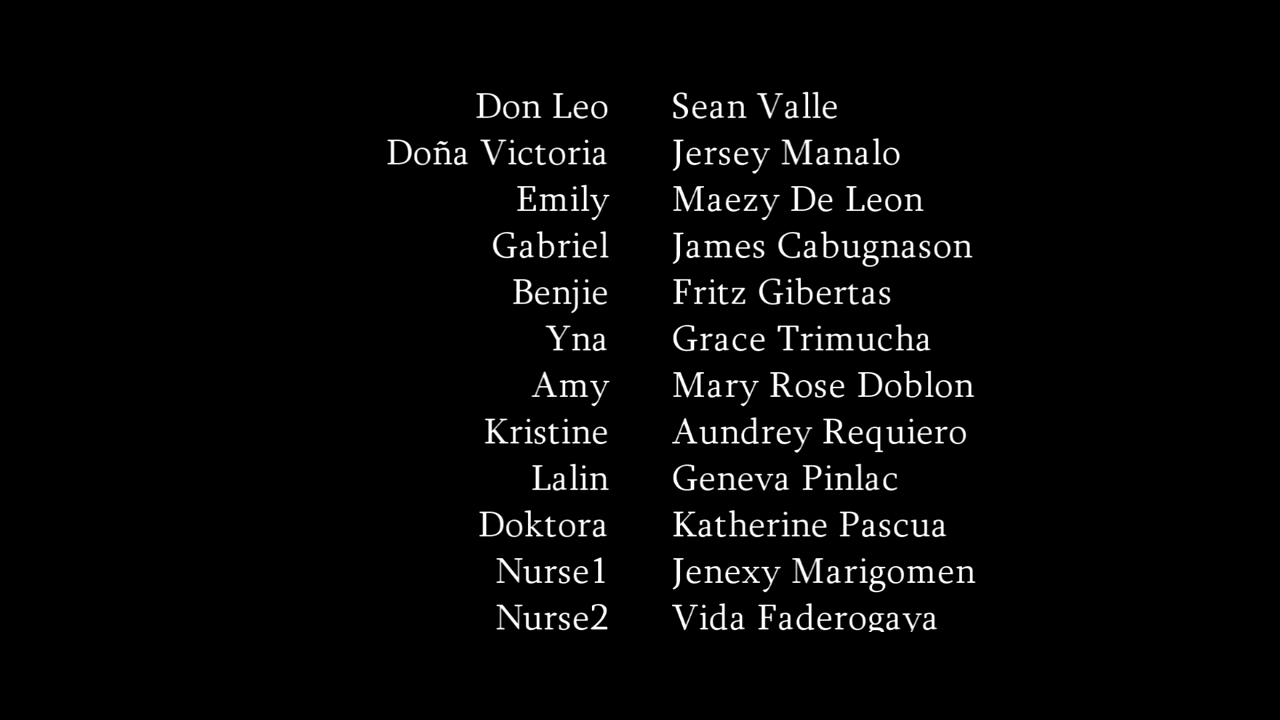 Don Leo Sean Valle
Doña Victoria Jersey Manalo
Emily Maezy De Leon
Gabriel James Cabugnason
Benjie Fritz Gibertas
Yna Grace Trimucha
Amy Mary Rose Doblon
Kristine Aundrey Requiero
Lalin Geneva Pinlac
Doktora Katherine Pascua
Nurse1 Jenexy Marigomen
Nurse2 Vida Faderogaya